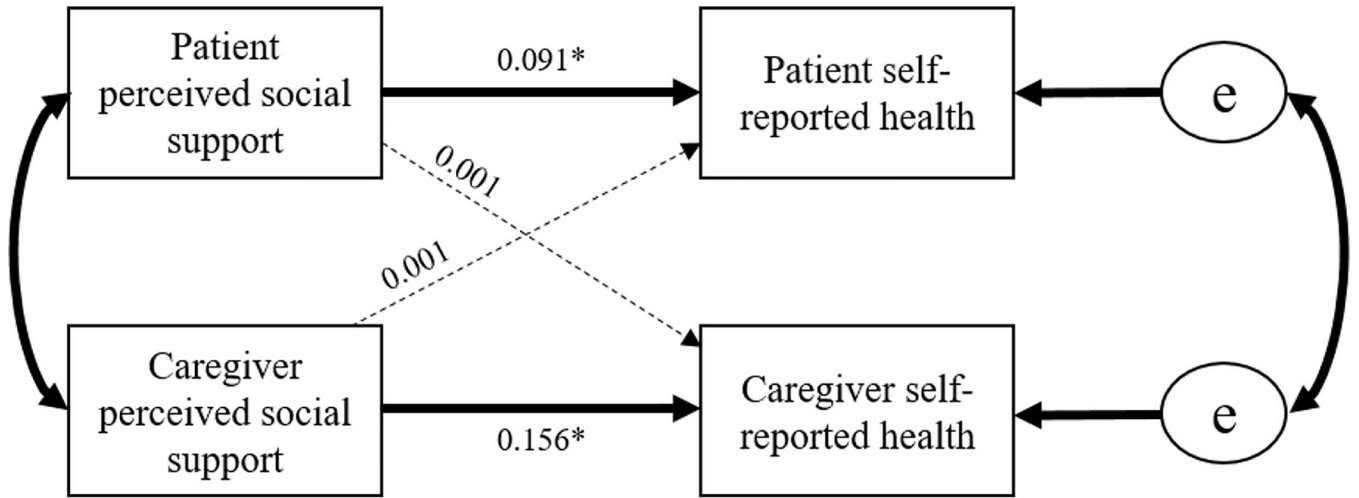 Patient
perceived social
support
0.091*
Patient self-
reported health
e
0.001
0.001
Caregiver
perceived social
support
0.156*
Caregiver self-
reported health
e